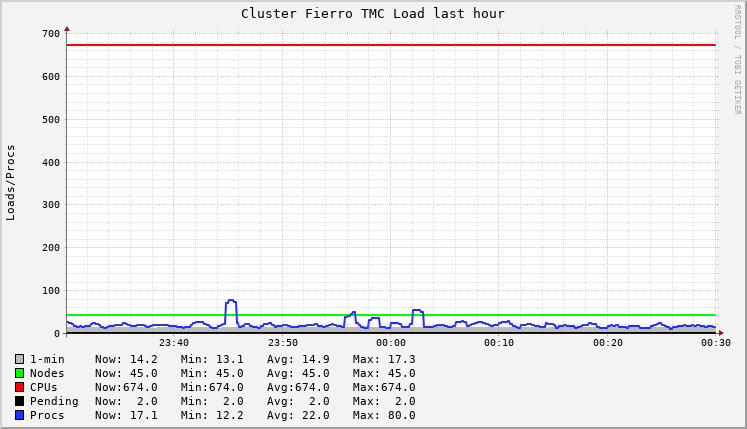 Cluster Fierro TMC Load last hour
RRDTOOL / TOBI OETIKER
Loads/Procs
700
600
500
400
300
200
100
0
23:40 23:50 00:00 00:10 00:20 00:30
1-min Now: 14.2 Min: 13.1 Avg: 14.9 Max: 17.3
Nodes Now: 45.0 Min: 45.0 Avg: 45.0 Max: 45.0
CPUs Now:674.0 Min:674.0 Avg:674.0 Max:674.0
Pending Now: 2.0 Min: 2.0 Avg: 2.0 Max: 2.0
Procs Now: 17.1 Min: 12.2 Avg: 22.0 Max: 80.0